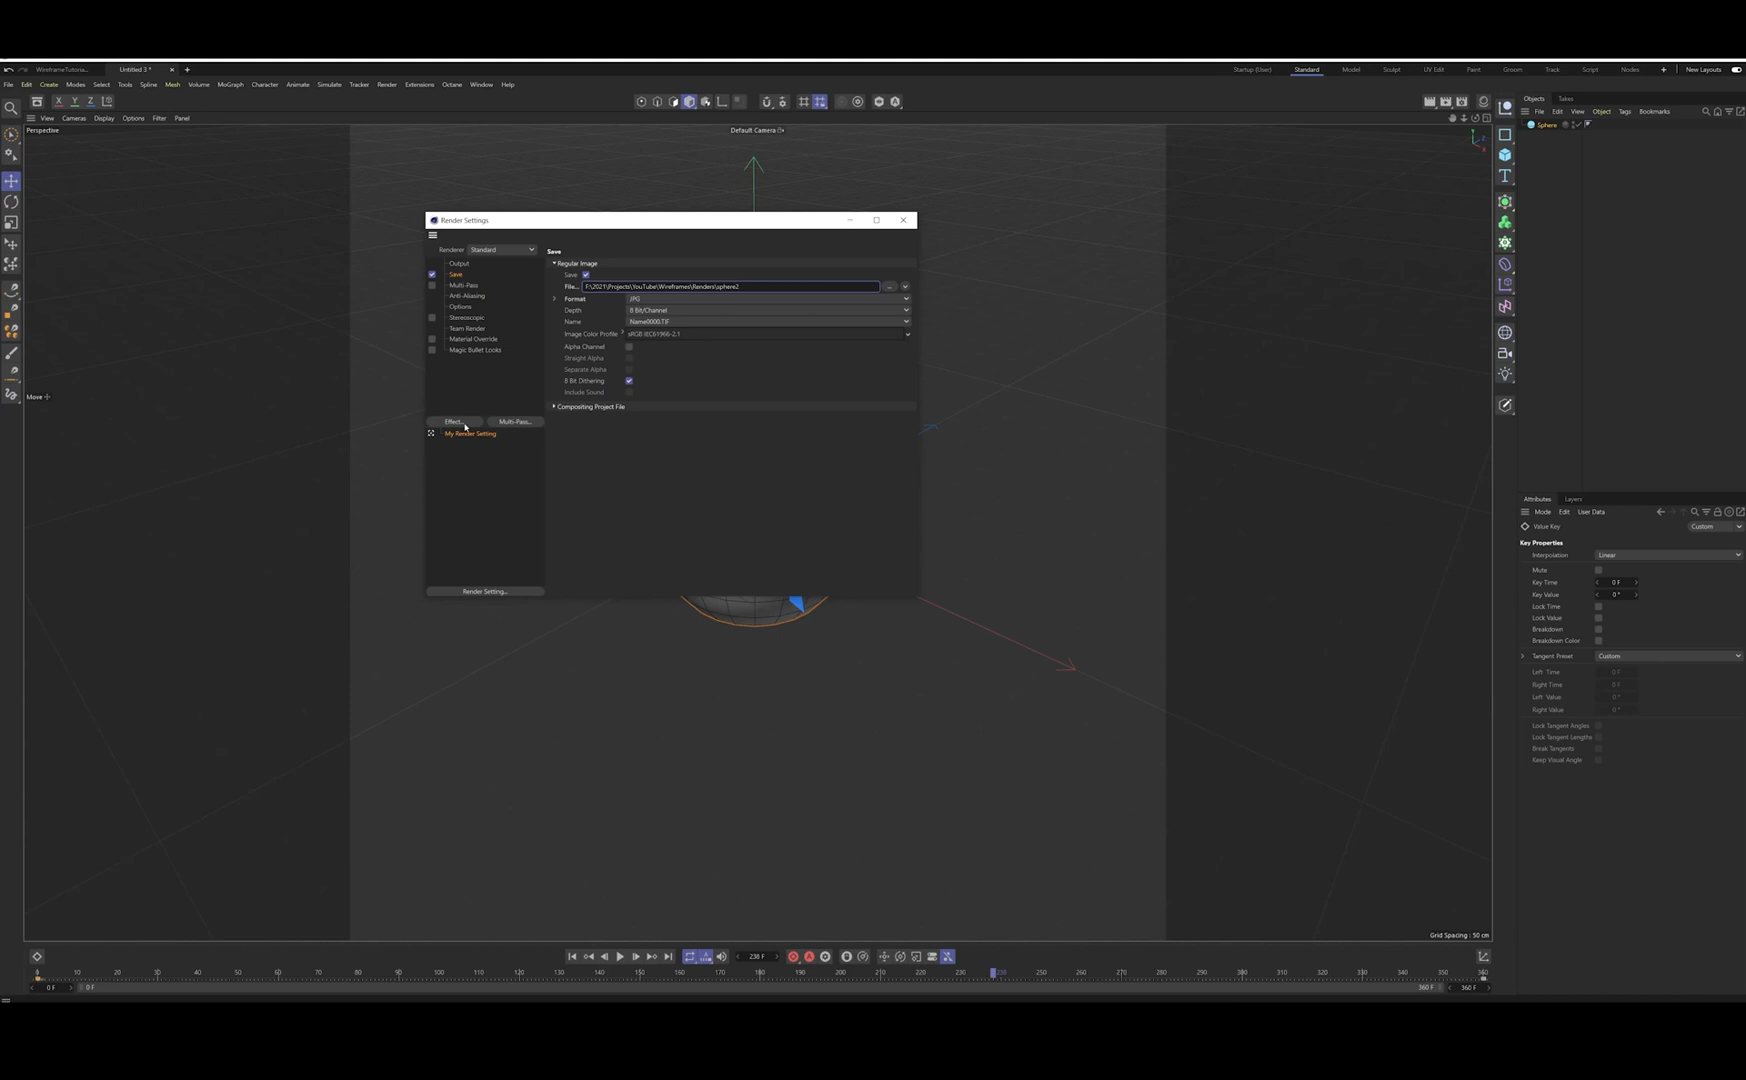 WireframeTutoria...
Untitled 3 *
Startup (User)
Standard
Model
Sculpt
UV Edit
Paint
Groom
Track
Script
Nodes
New Layouts
File Edit Create Modes Select Tools Spline Mesh Volume MoGraph Character Animate Simulate Tracker Render Extensions Octane Window Help
X Y Z
View Cameras Display Options Filter Panel
Perspective
Default Camera
Move
Render Settings
Renderer Standard
Output
Save
Multi-Pass
Anti-Aliasing
Options
Stereoscopic
Team Render
Material Override
Magic Bullet Looks
Effect...
Multi-Pass...
My Render Setting
Render Setting...
Save
Regular Image
Save
File... F:\2021\Projects\YouTube\Wireframes\Renders\sphere2
...
Format JPG
Depth 8 Bit/Channel
Name Name0000.TIF
Image Color Profile sRGB IEC61966-2.1
Alpha Channel
Straight Alpha
Separate Alpha
8 Bit Dithering
Include Sound
Compositing Project File
Grid Spacing : 50 cm
Objects Takes
File Edit View Object Tags Bookmarks
Sphere
Attributes Layers
Mode Edit User Data
Value Key
Custom
Key Properties
Interpolation Linear
Mute
Key Time 0 F
Key Value 0 °
Lock Time
Lock Value
Breakdown
Breakdown Color
Tangent Preset Custom
Left Time 0 F
Right Time 0 F
Left Value 0 °
Right Value 0 °
Lock Tangent Angles
Lock Tangent Lengths
Break Tangents
Keep Visual Angle
238 F
0 10 20 30 40 50 60 70 80 90 100 110 120 130 140 150 160 170 180 190 200 210 220 230 238 250 260 270 280 290 300 310 320 330 340 350 360
0 F
0 F
360 F
360 F